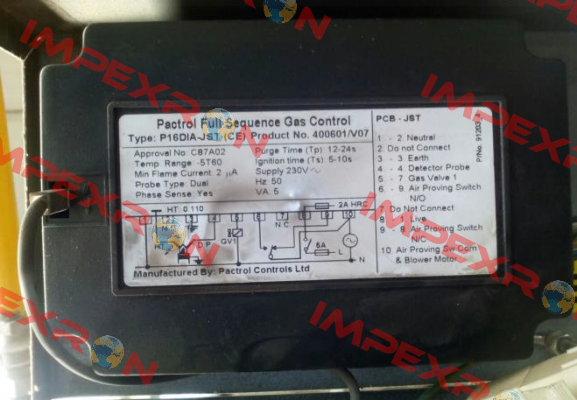 Pactrol Full Sequence Gas Control
Type: P16DIA-JST (CE) Product No. 400601/V07
Approval No C87A02
Temp. Range -5T60
Min Flame Current 2 µA
Probe Type: Dual
Phase Sense: Yes
Purge Time (Tp) 12-24s
Ignition time (Ts) 5-10s
Supply 230V ~
Hz: 50
VA: 5
HT: 0.110
2A HRC
N.C.
D.P.
GV1
6A
L
N
Manufactured By: Pactrol Controls Ltd
PCB - JST
1 - 2 Neutral
2 Do not Connect
3 - 3 Earth
4 - 4 Detector Probe
5 - 7 Gas Valve 1
6 - 9 Air Proving Switch
N/O
7 Do Not Connect
8 - Live
9 - 8 Air Proving Switch
N/C
10 Air Proving Sw Com
& Blower Motor
P/No.
IMPEXRON
IMPEXRON
IMPEXRON
IMPEXRON